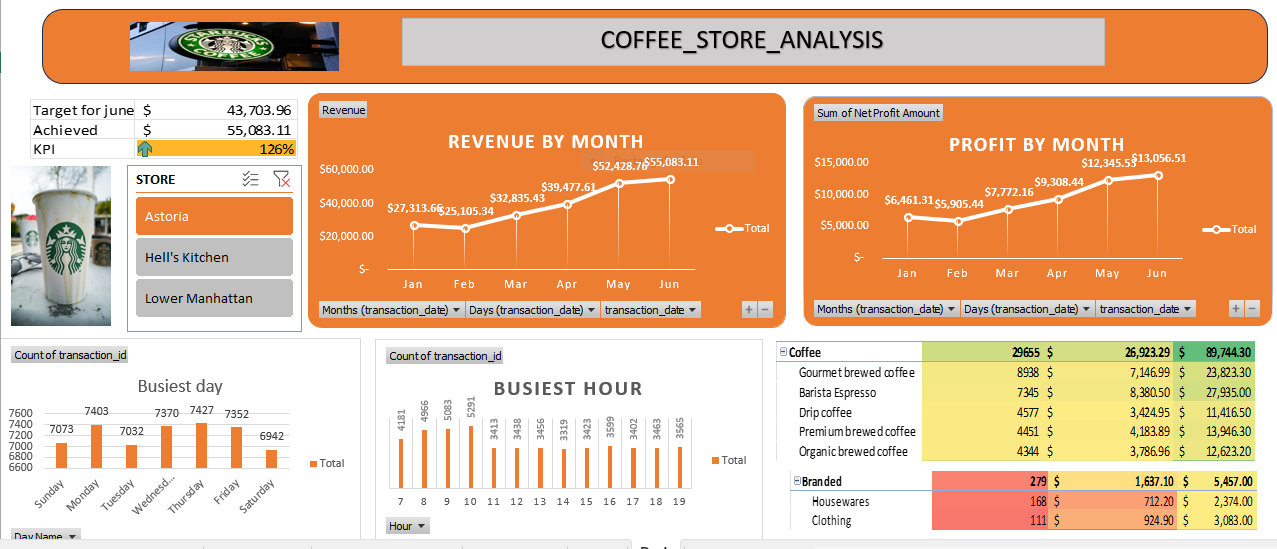 COFFEE_STORE_ANALYSIS
STARBUCKS COFFEE
Target for june $ 43,703.96
Achieved $ 55,083.11
KPI 126%
STORE
Astoria
Hell's Kitchen
Lower Manhattan
Revenue
REVENUE BY MONTH
$60,000.00
$40,000.00
$20,000.00
$-
$27,313.66 $25,105.34 $32,835.43 $39,477.61 $52,428.76 $55,083.11
Jan Feb Mar Apr May Jun
Total
Months (transaction_date) Days (transaction_date) transaction_date + -
Sum of Net Profit Amount
PROFIT BY MONTH
$15,000.00
$10,000.00
$5,000.00
$-
$6,461.31 $5,905.44 $7,772.16 $9,308.44 $12,345.53 $13,056.51
Jan Feb Mar Apr May Jun
Total
Months (transaction_date) Days (transaction_date) transaction_date + -
Count of transaction_id
Busiest day
7600
7400
7200
7000
6800
6600
7073 7403 7032 7370 7427 7352 6942
Sunday Monday Tuesday Wednesd... Thursday Friday Saturday
Total
Day Name
Count of transaction_id
BUSIEST HOUR
4181 4966 5083 5291 3413 3438 3456 3319 3423 3599 3402 3463 3565
7 8 9 10 11 12 13 14 15 16 17 18 19
Total
Hour
Coffee 29655 $ 26,923.29 $ 89,744.30
Gourmet brewed coffee 8938 $ 7,146.99 $ 23,823.30
Barista Espresso 7345 $ 8,380.50 $ 27,935.00
Drip coffee 4577 $ 3,424.95 $ 11,416.50
Premium brewed coffee 4451 $ 4,183.89 $ 13,946.30
Organic brewed coffee 4344 $ 3,786.96 $ 12,623.20
Branded 279 $ 1,637.10 $ 5,457.00
Housewares 168 $ 712.20 $ 2,374.00
Clothing 111 $ 924.90 $ 3,083.00